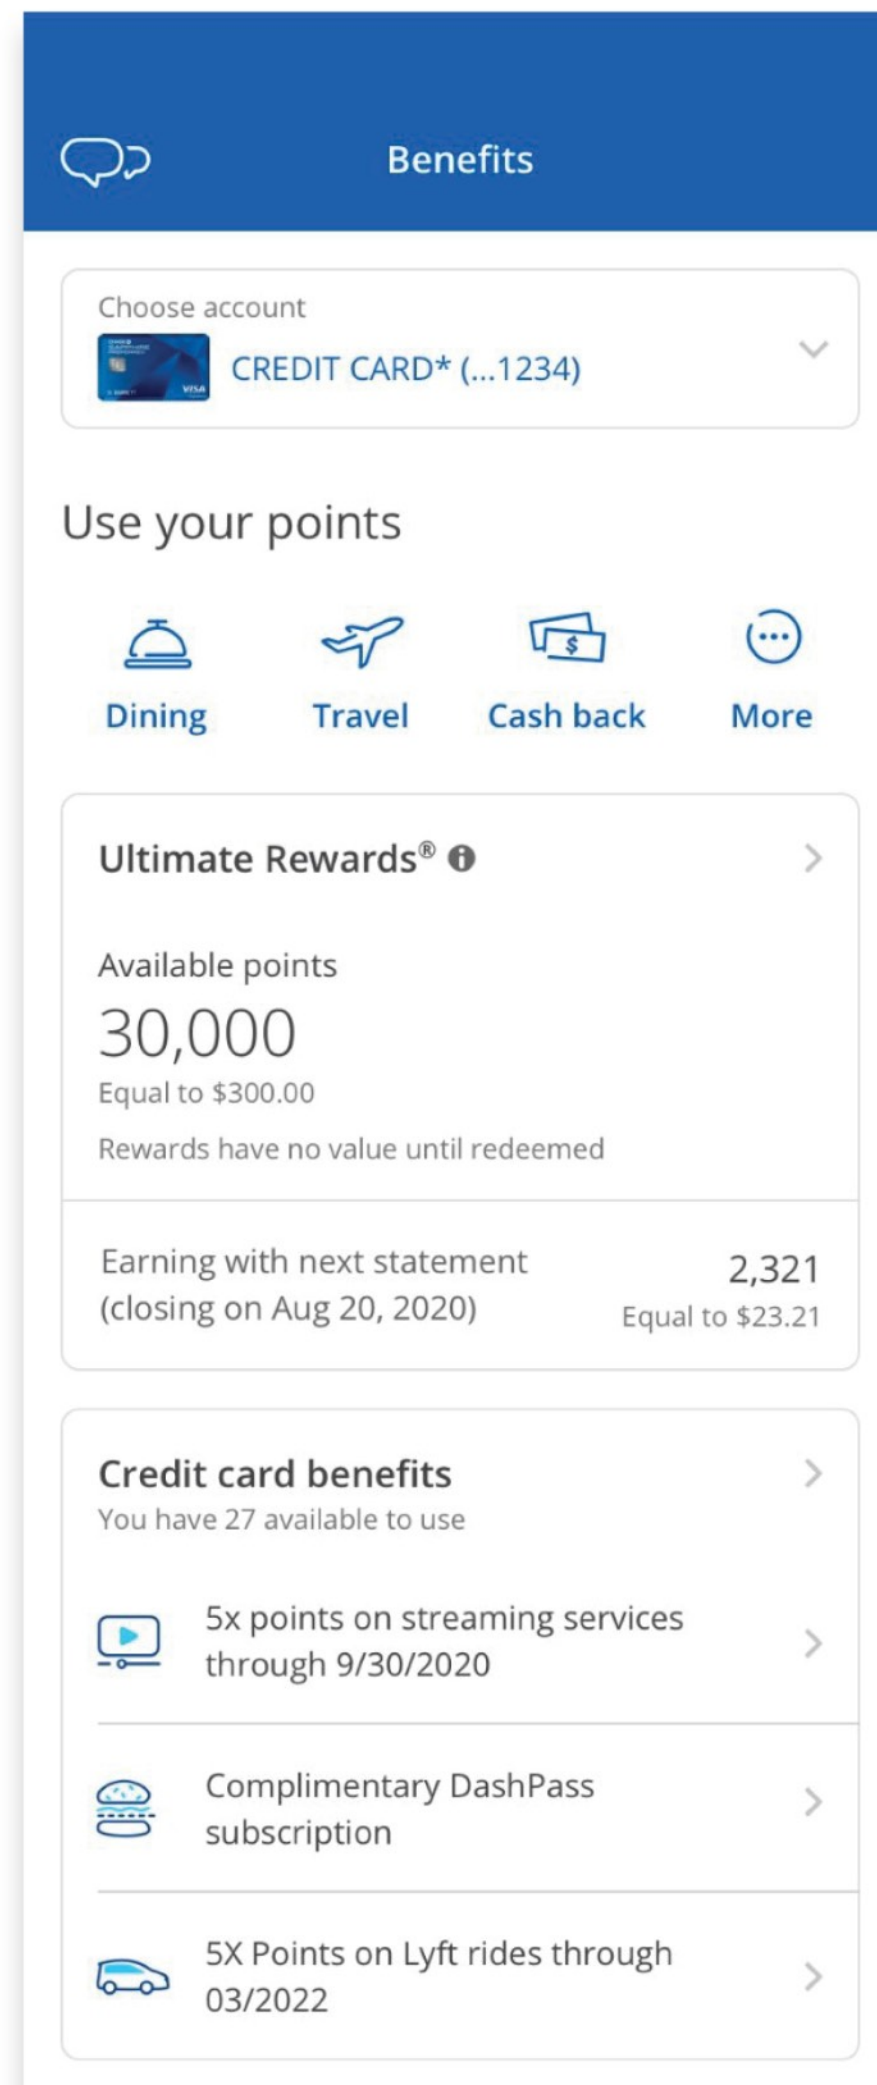 Benefits
Choose account
VISA
CREDIT CARD* (...1234)
Use your points
Dining
Travel
Cash back
More
Ultimate Rewards®
Available points
30,000
Equal to $300.00
Rewards have no value until redeemed
Earning with next statement
(closing on Aug 20, 2020)
2,321
Equal to $23.21
Credit card benefits
You have 27 available to use
5x points on streaming services
through 9/30/2020
Complimentary DashPass
subscription
5X Points on Lyft rides through
03/2022